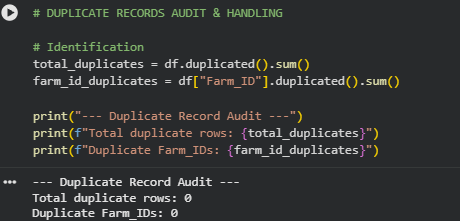 # DUPLICATE RECORDS AUDIT & HANDLING
# Identification
total_duplicates = df.duplicated().sum()
farm_id_duplicates = df["Farm_ID"].duplicated().sum()
print("--- Duplicate Record Audit ---")
print(f"Total duplicate rows: {total_duplicates}")
print(f"Duplicate Farm_IDs: {farm_id_duplicates}")
--- Duplicate Record Audit ---
Total duplicate rows: 0
Duplicate Farm_IDs: 0